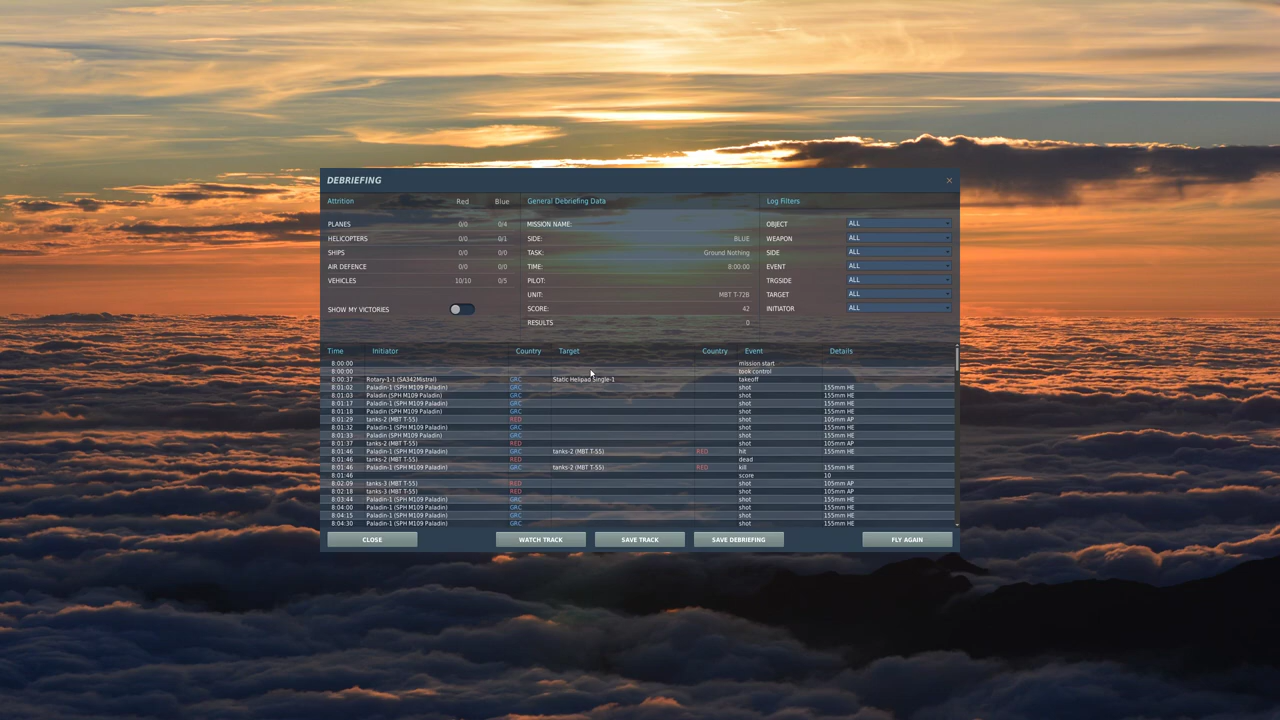 DEBRIEFING ×
Attrition Red Blue
PLANES 0/0 0/4
HELICOPTERS 0/0 0/1
SHIPS 0/0 0/0
AIR DEFENCE 0/0 0/0
VEHICLES 10/10 0/5
SHOW MY VICTORIES
General Debriefing Data
MISSION NAME:
SIDE: BLUE
TASK: Ground Nothing
TIME: 8:00:00
PILOT:
UNIT: MBT T-72B
SCORE: 42
RESULTS 0
Log Filters
OBJECT ALL
WEAPON ALL
SIDE ALL
EVENT ALL
TRGSIDE ALL
TARGET ALL
INITIATOR ALL
Time Initiator Country Target Country Event Details
8:00:00 mission start
8:00:00 took control
8:00:37 Rotary-1-1 (SA342Mistral) GRC Static Helipad Single-1 takeoff
8:01:02 Paladin-1 (SPH M109 Paladin) GRC shot 155mm HE
8:01:03 Paladin (SPH M109 Paladin) GRC shot 155mm HE
8:01:17 Paladin-1 (SPH M109 Paladin) GRC shot 155mm HE
8:01:18 Paladin (SPH M109 Paladin) GRC shot 155mm HE
8:01:29 tanks-2 (MBT T-55) RED shot 105mm AP
8:01:32 Paladin-1 (SPH M109 Paladin) GRC shot 155mm HE
8:01:33 Paladin (SPH M109 Paladin) GRC shot 155mm HE
8:01:37 tanks-2 (MBT T-55) RED shot 105mm AP
8:01:46 Paladin-1 (SPH M109 Paladin) GRC tanks-2 (MBT T-55) RED hit 155mm HE
8:01:46 tanks-2 (MBT T-55) RED dead
8:01:46 Paladin-1 (SPH M109 Paladin) GRC tanks-2 (MBT T-55) RED kill 155mm HE
8:01:46 score 10
8:02:09 tanks-3 (MBT T-55) RED shot 105mm AP
8:02:18 tanks-3 (MBT T-55) RED shot 105mm AP
8:03:44 Paladin-1 (SPH M109 Paladin) GRC shot 155mm HE
8:04:00 Paladin-1 (SPH M109 Paladin) GRC shot 155mm HE
8:04:15 Paladin-1 (SPH M109 Paladin) GRC shot 155mm HE
8:04:30 Paladin-1 (SPH M109 Paladin) GRC shot 155mm HE
CLOSE WATCH TRACK SAVE TRACK SAVE DEBRIEFING FLY AGAIN